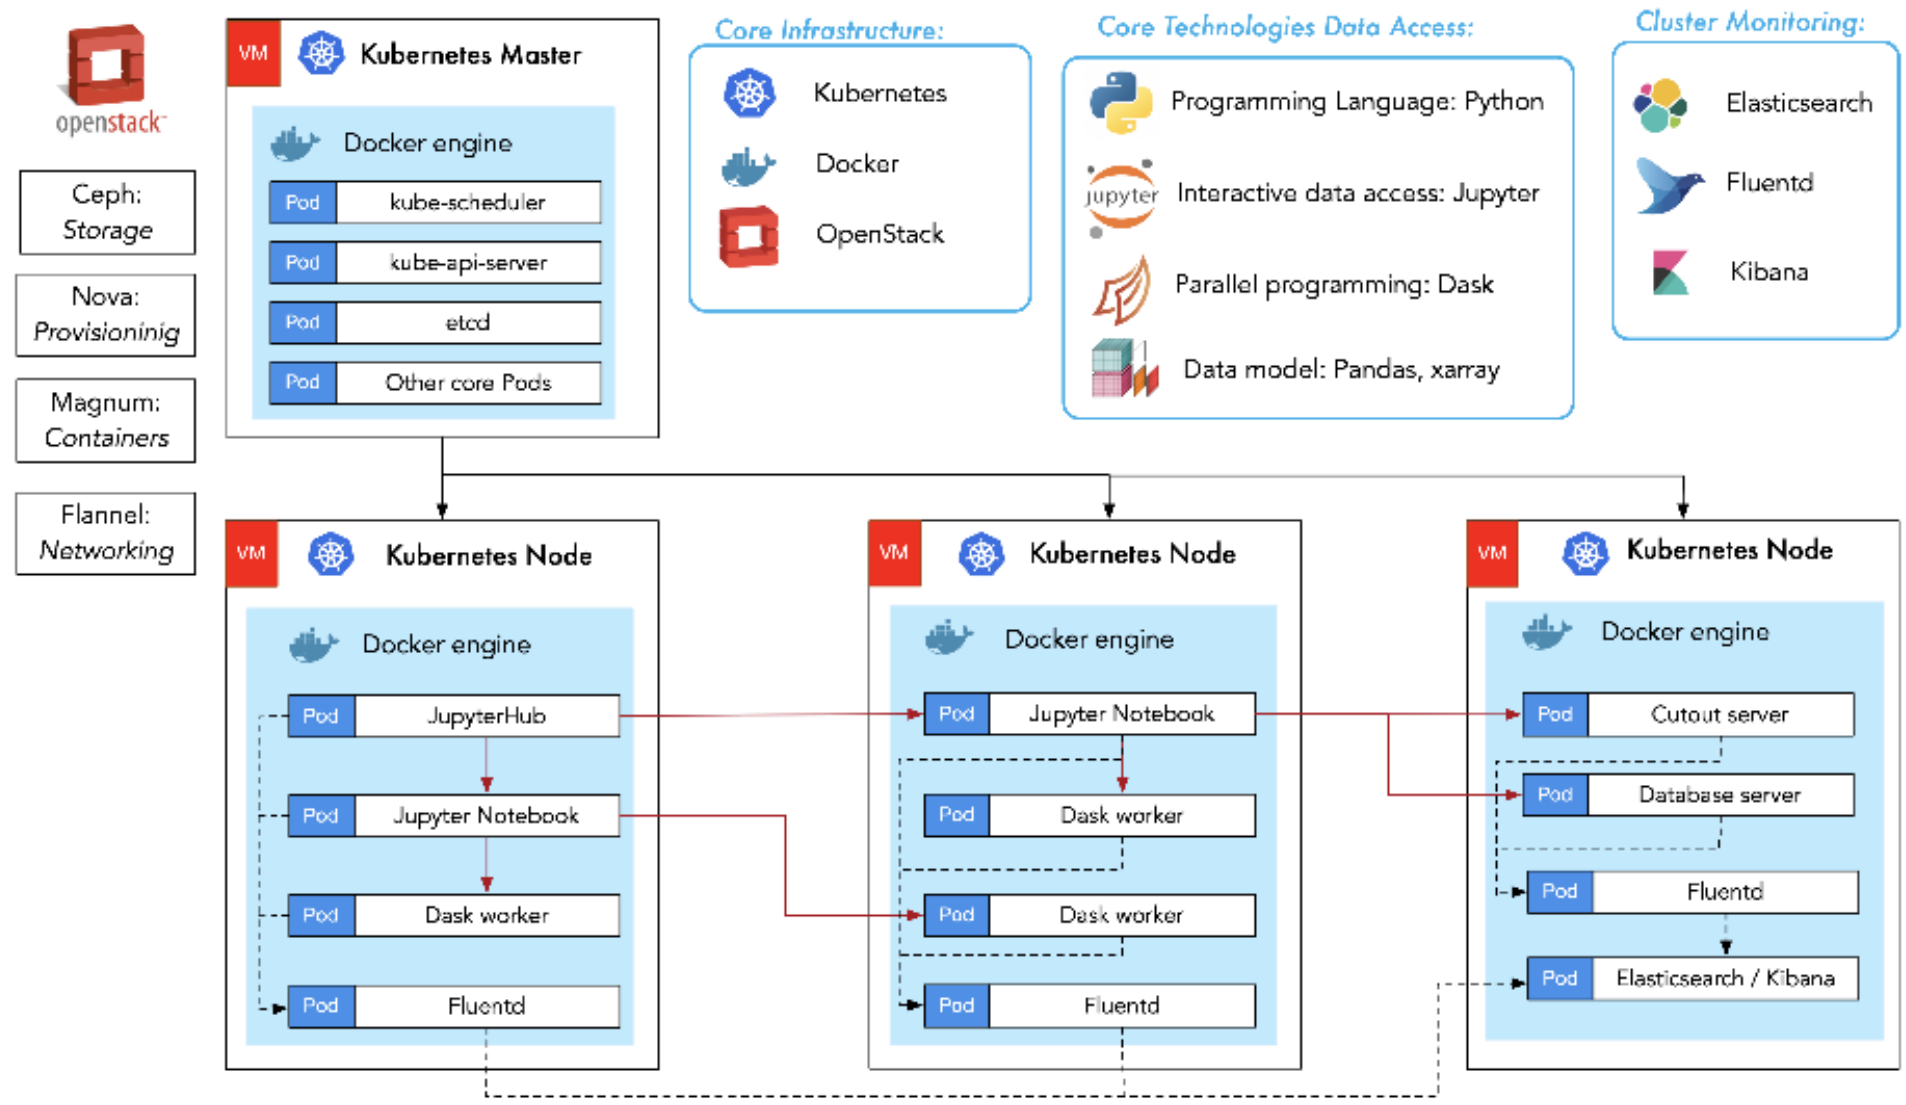 openstack
Ceph:
Storage
Nova:
Provisioninig
Magnum:
Containers
Flannel:
Networking
VM
Kubernetes Master
Docker engine
Pod kube-scheduler
Pod kube-api-server
Pod etcd
Pod Other core Pods
Core Infrastructure:
Kubernetes
Docker
OpenStack
Core Technologies Data Access:
Programming Language: Python
jupyter
Interactive data access: Jupyter
Parallel programming: Dask
Data model: Pandas, xarray
Cluster Monitoring:
Elasticsearch
Fluentd
Kibana
VM
Kubernetes Node
Docker engine
Pod JupyterHub
Pod Jupyter Notebook
Pod Dask worker
Pod Fluentd
VM
Kubernetes Node
Docker engine
Pod Jupyter Notebook
Pod Dask worker
Pod Dask worker
Pod Fluentd
VM
Kubernetes Node
Docker engine
Pod Cutout server
Pod Database server
Pod Fluentd
Pod Elasticsearch / Kibana